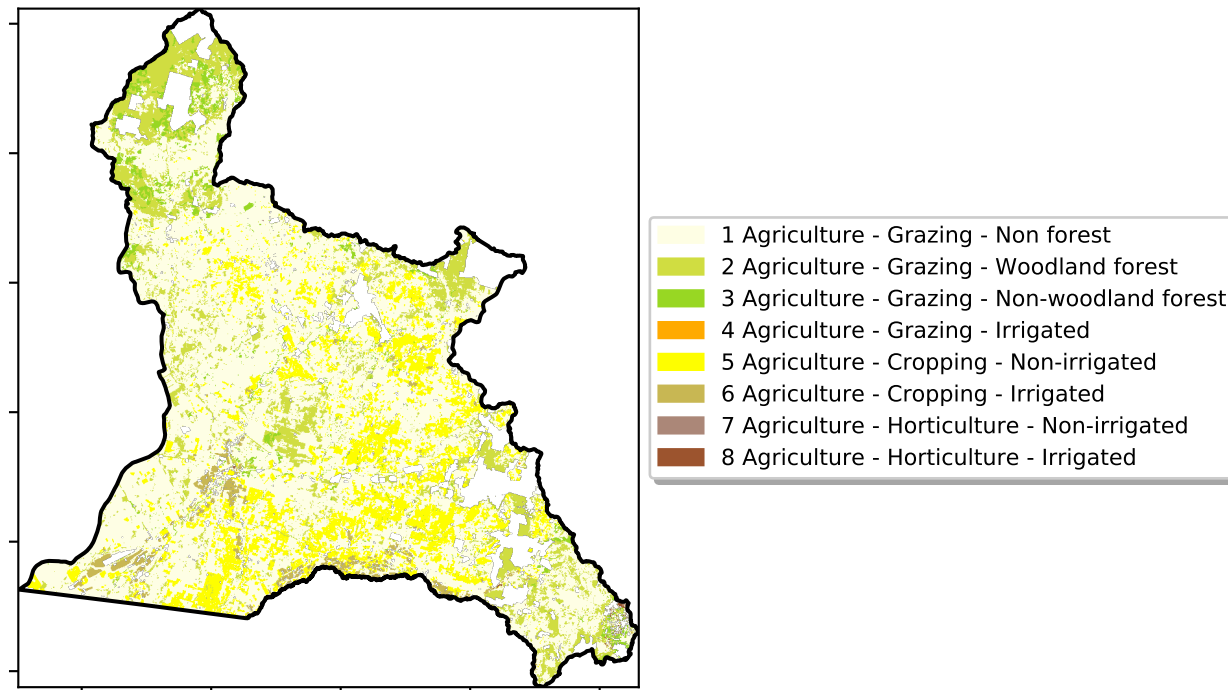 1 Agriculture - Grazing - Non forest
2 Agriculture - Grazing - Woodland forest
3 Agriculture - Grazing - Non-woodland forest
4 Agriculture - Grazing - Irrigated
5 Agriculture - Cropping - Non-irrigated
6 Agriculture - Cropping - Irrigated
7 Agriculture - Horticulture - Non-irrigated
8 Agriculture - Horticulture - Irrigated